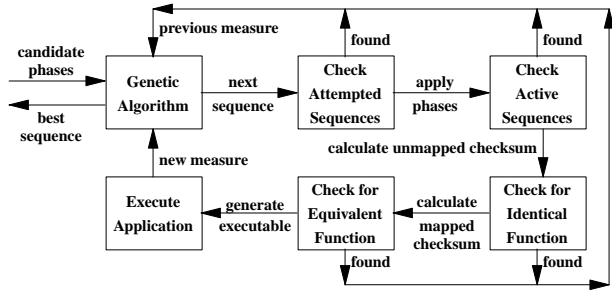 previous measure
found
found
candidate
phases
best
sequence
Genetic
Algorithm
next
sequence
Check
Attempted
Sequences
apply
phases
Check
Active
Sequences
calculate unmapped checksum
new measure
Execute
Application
generate
executable
Check for
Equivalent
Function
calculate
mapped
checksum
Check for
Identical
Function
found
found